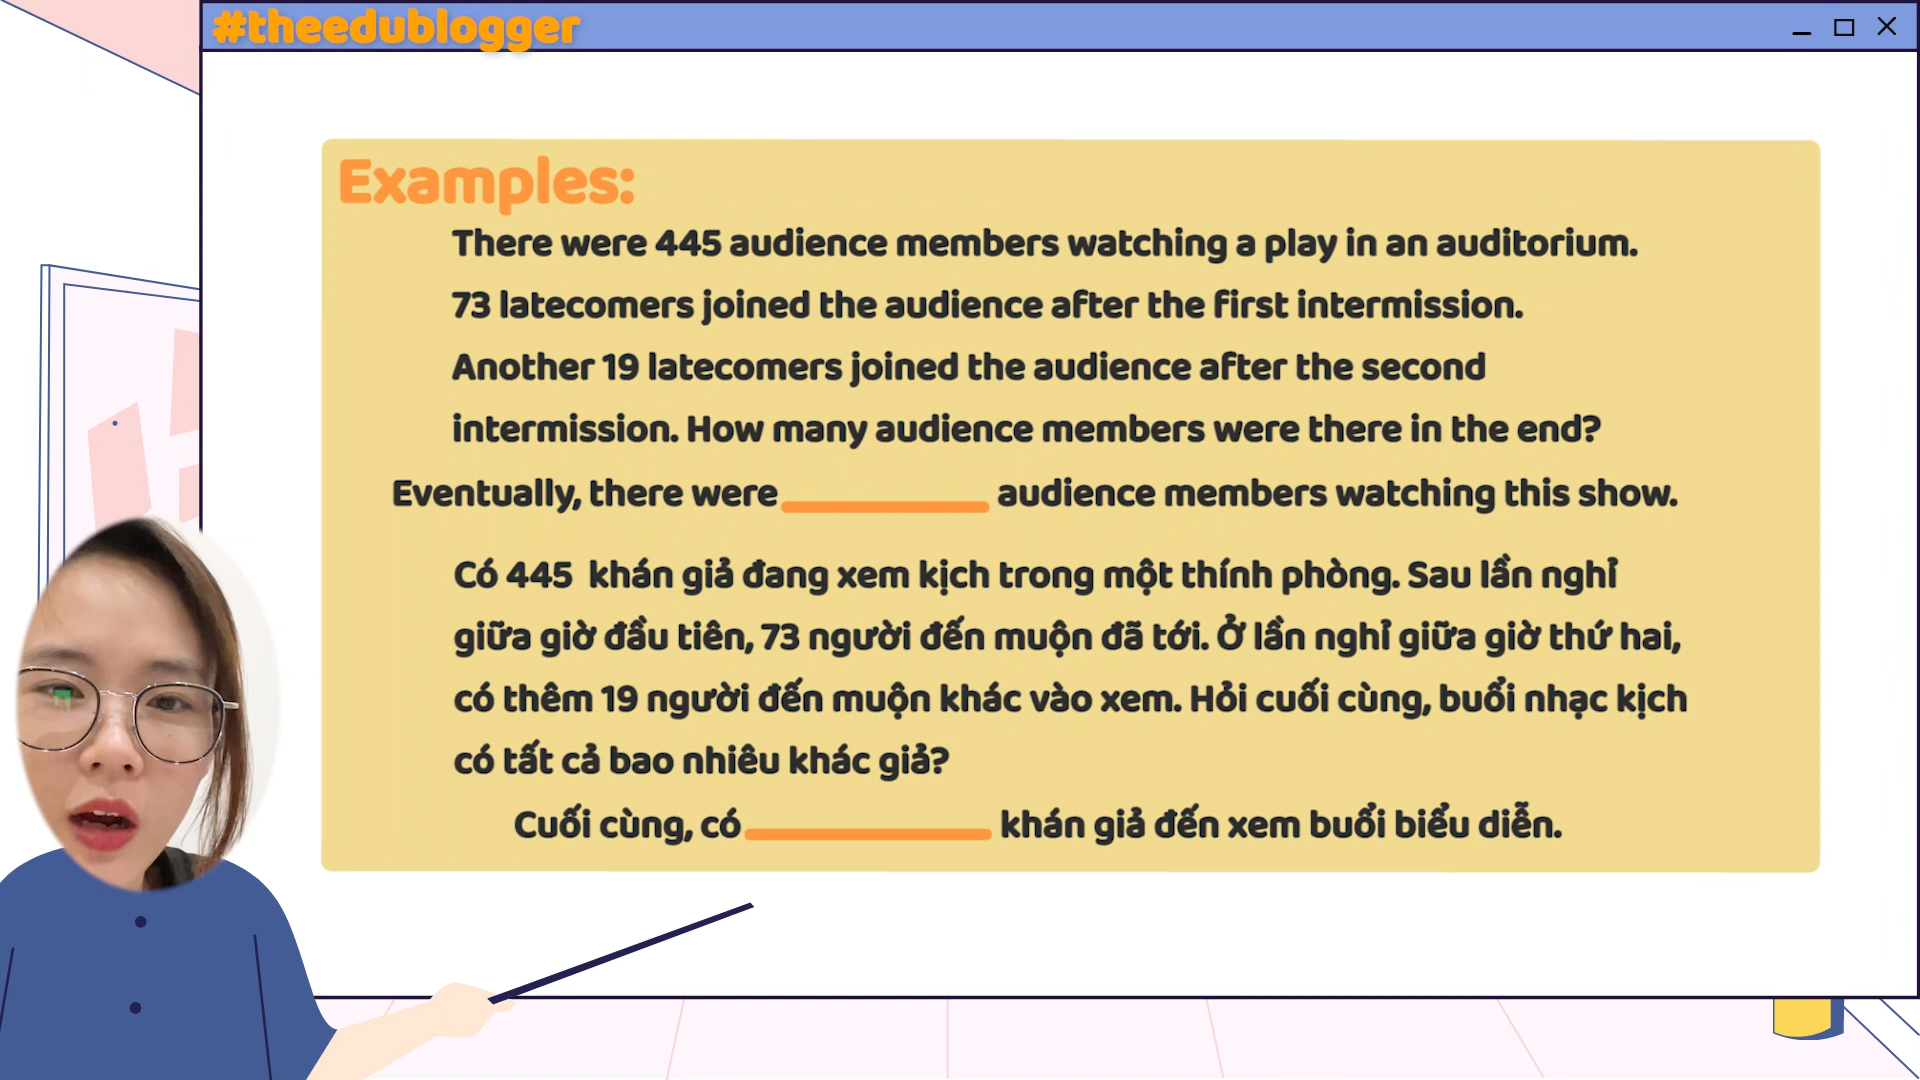 #theedublogger
Examples:
There were 445 audience members watching a play in an auditorium.
73 latecomers joined the audience after the first intermission.
Another 19 latecomers joined the audience after the second
intermission. How many audience members were there in the end?
Eventually, there were audience members watching this show.
Có 445 khán giả đang xem kịch trong một thính phòng. Sau lần nghỉ
giữa giờ đầu tiên, 73 người đến muộn đã tới. Ở lần nghỉ giữa giờ thứ hai,
có thêm 19 người đến muộn khác vào xem. Hỏi cuối cùng, buổi nhạc kịch
có tất cả bao nhiêu khác giả?
Cuối cùng, có khán giả đến xem buổi biểu diễn.